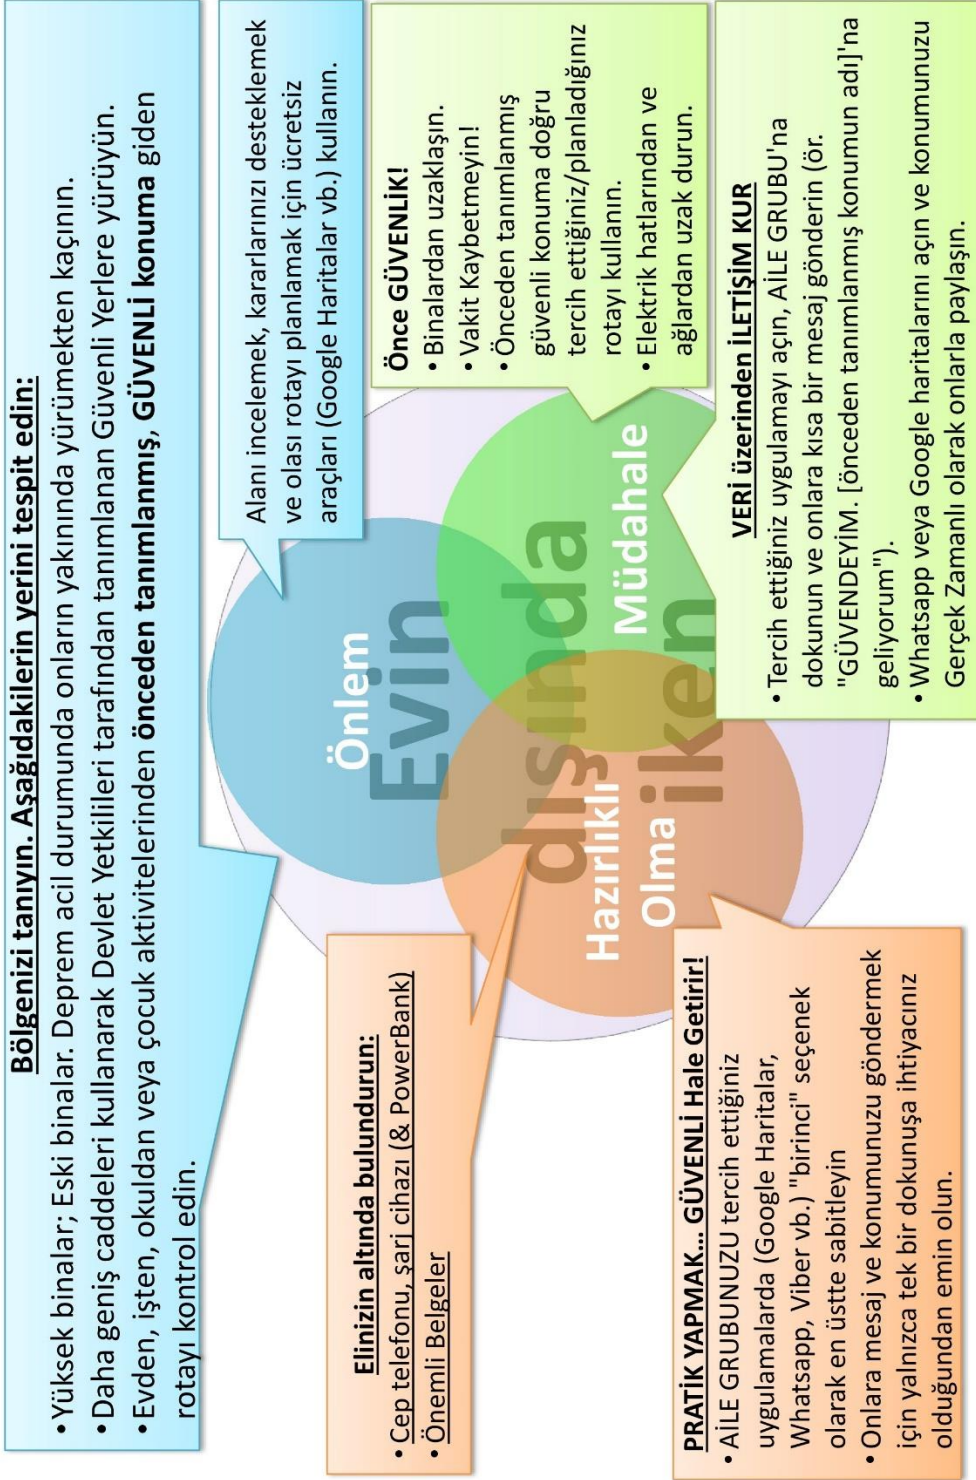 Bölgenizi tanıyın. Aşağıdakilerin yerini tespit edin:
• Yüksek binalar; Eski binalar. Deprem acil durumunda onların yakınında yürümekten kaçının.
• Daha geniş caddeleri kullanarak Devlet Yetkilileri tarafından tanımlanan Güvenli Yerlere yürüyün.
• Evden, işten, okuldan veya çocuk aktivitelerinden önceden tanımlanmış, GÜVENLİ konuma giden
rotayı kontrol edin.
Alanı incelemek, kararlarınızı desteklemek
ve olası rotayı planlamak için ücretsiz
araçları (Google Haritalar vb.) kullanın.
Elinizin altında bulundurun:
• Cep telefonu, şarj cihazı (& PowerBank)
• Önemli Belgeler
Önlem
Evin
dışında
iken
Hazırlıklı
Olma
Müdahale
Önce GÜVENLİK!
• Binalardan uzaklaşın.
• Vakit Kaybetmeyin!
• Önceden tanımlanmış
güvenli konuma doğru
tercih ettiğiniz/planladığınız
rotayı kullanın.
• Elektrik hatlarından ve
ağlardan uzak durun.
PRATİK YAPMAK... GÜVENLİ Hale Getirir!
• AİLE GRUBUNUZU tercih ettiğiniz
uygulamalarda (Google Haritalar,
Whatsapp, Viber vb.) "birinci" seçenek
olarak en üstte sabitleyin
• Onlara mesaj ve konumunuzu göndermek
için yalnızca tek bir dokunuşa ihtiyacınız
olduğundan emin olun.
VERİ üzerinden İLETİŞİM KUR
• Tercih ettiğiniz uygulamayı açın, AİLE GRUBU'na
dokunun ve onlara kısa bir mesaj gönderin (ör.
"GÜVENDEYİM. [önceden tanımlanmış konumun adı]'na
geliyorum").
• Whatsapp veya Google haritalarını açın ve konumunuzu
Gerçek Zamanlı olarak onlarla paylaşın.